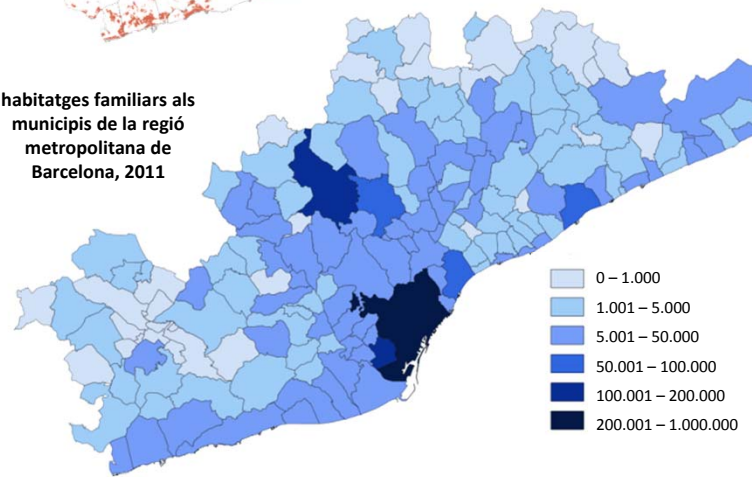 habitatges familiars als
municipis de la regió
metropolitana de
Barcelona, 2011
0 – 1.000
1.001 – 5.000
5.001 – 50.000
50.001 – 100.000
100.001 – 200.000
200.001 – 1.000.000